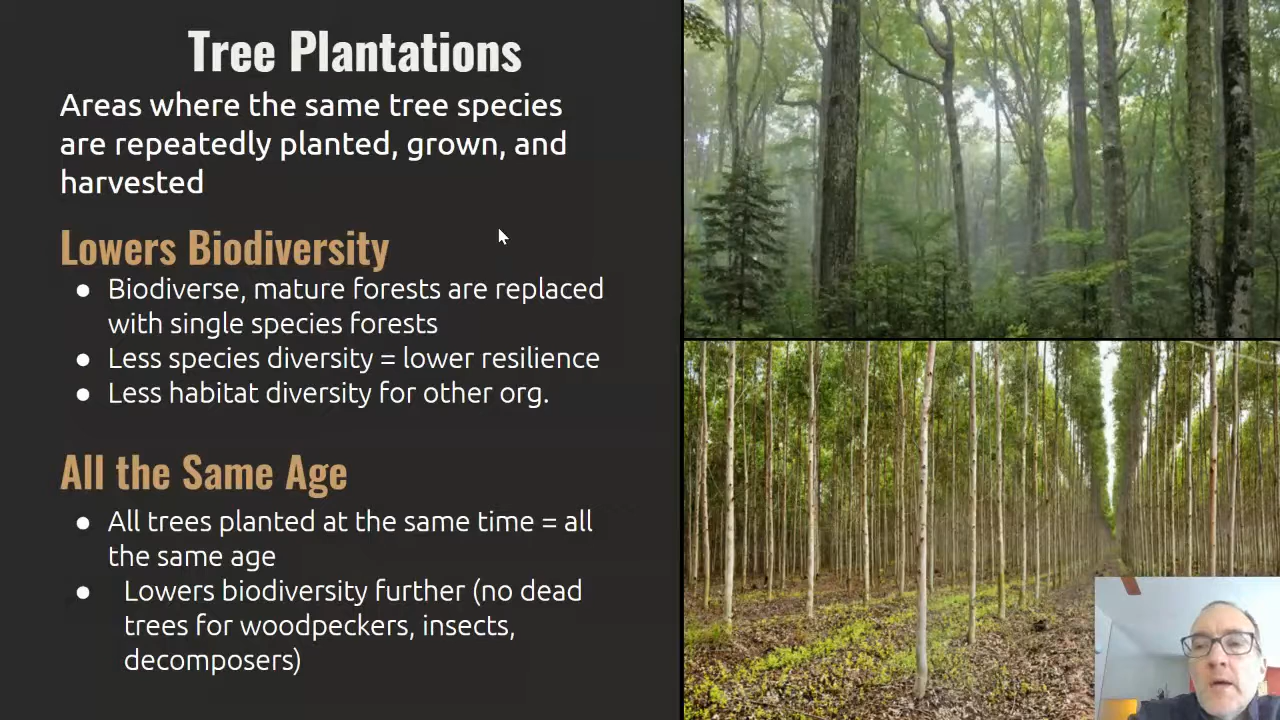 Tree Plantations
Areas where the same tree species
are repeatedly planted, grown, and
harvested
Lowers Biodiversity
● Biodiverse, mature forests are replaced
with single species forests
● Less species diversity = lower resilience
● Less habitat diversity for other org.
All the Same Age
● All trees planted at the same time = all
the same age
● Lowers biodiversity further (no dead
trees for woodpeckers, insects,
decomposers)